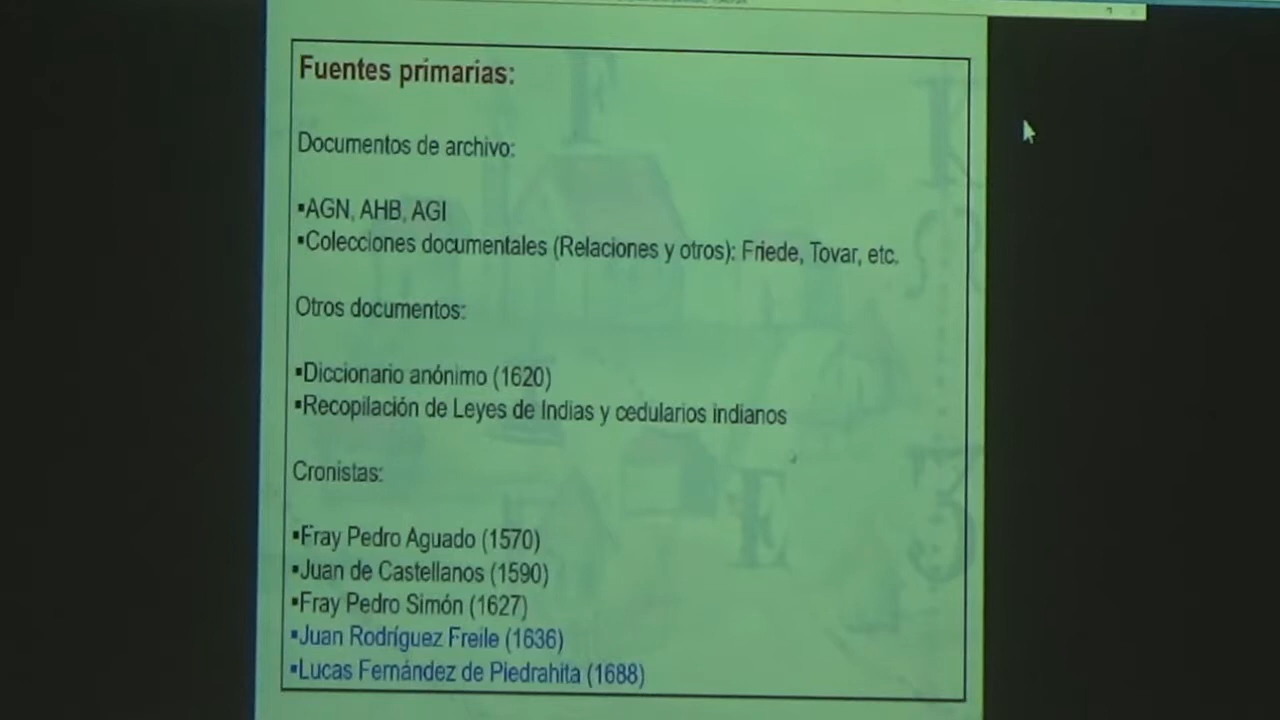 Fuentes primarias:
Documentos de archivo:
▪AGN, AHB, AGI
▪Colecciones documentales (Relaciones y otros): Friede, Tovar, etc.
Otros documentos:
▪Diccionario anónimo (1620)
▪Recopilación de Leyes de Indias y cedularios indianos
Cronistas:
▪Fray Pedro Aguado (1570)
▪Juan de Castellanos (1590)
▪Fray Pedro Simón (1627)
▪Juan Rodríguez Freile (1636)
▪Lucas Fernández de Piedrahita (1688)